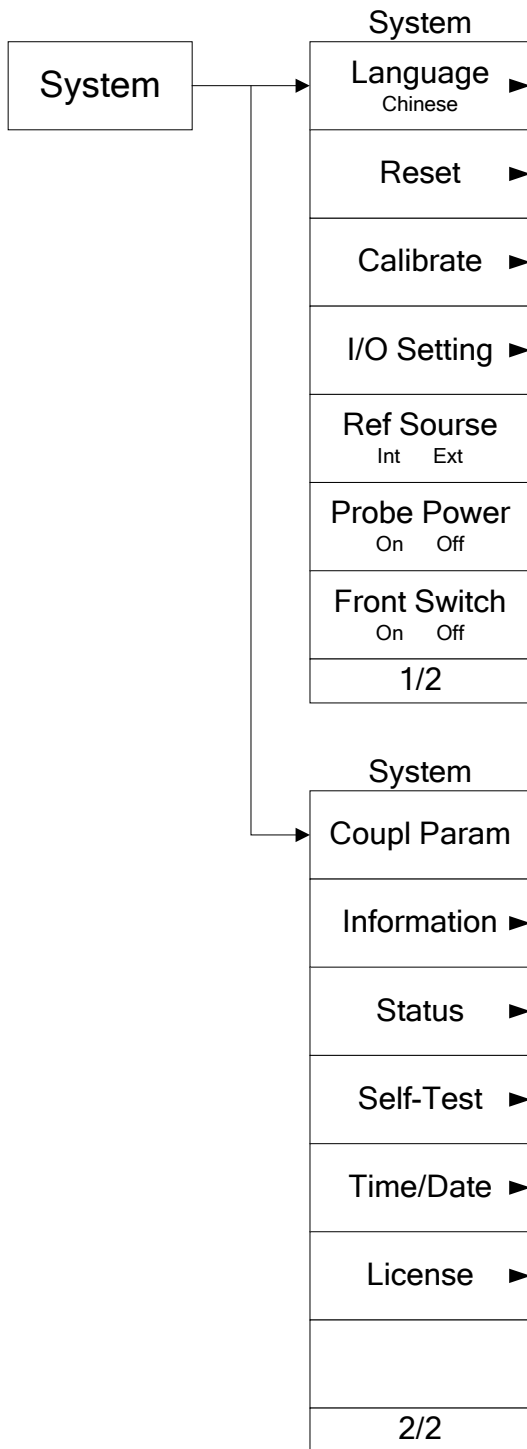 System
System
Language
Chinese
Reset
Calibrate
I/O Setting
Ref Sourse
Int Ext
Probe Power
On Off
Front Switch
On Off
1/2
System
Coupl Param
Information
Status
Self-Test
Time/Date
License
2/2